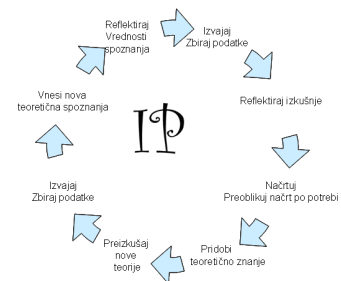 Reflektiraj
Vrednosti
spoznanja
Izvajaj
Zbiraj podatke
Reflektiraj izkušnje
Načrtuj
Preoblikuj načrt po potrebi
Pridobi
teoretično znanje
Preizkušaj
nove
teorije
Izvajaj
Zbiraj podatke
Vnesi nova
teoretična spoznanja
IP